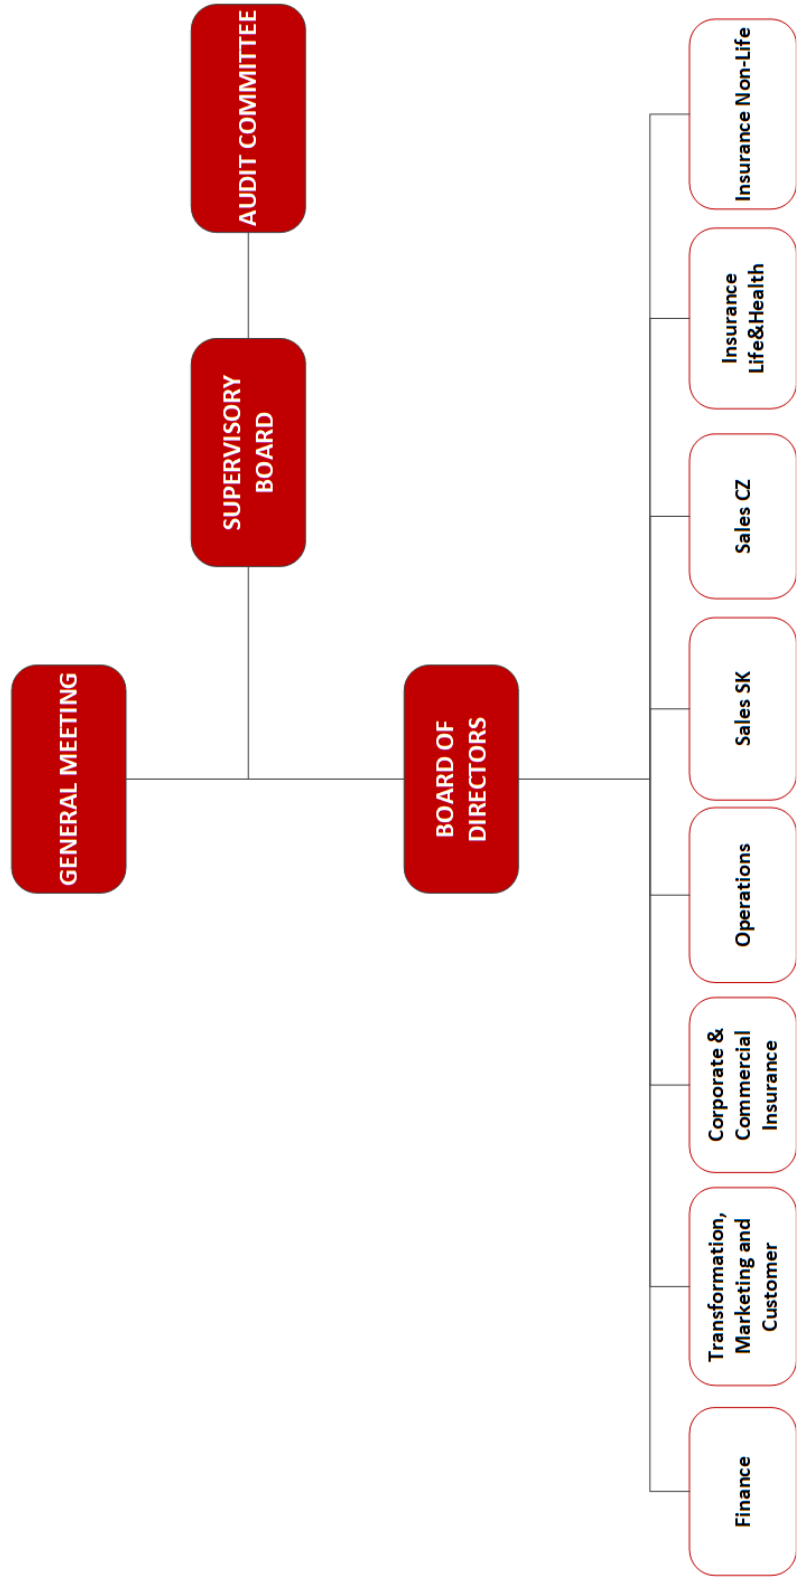 GENERAL MEETING
SUPERVISORY
BOARD
AUDIT COMMITTEE
BOARD OF
DIRECTORS
Finance
Transformation,
Marketing and
Customer
Corporate &
Commercial
Insurance
Operations
Sales SK
Sales CZ
Insurance
Life&Health
Insurance Non-Life